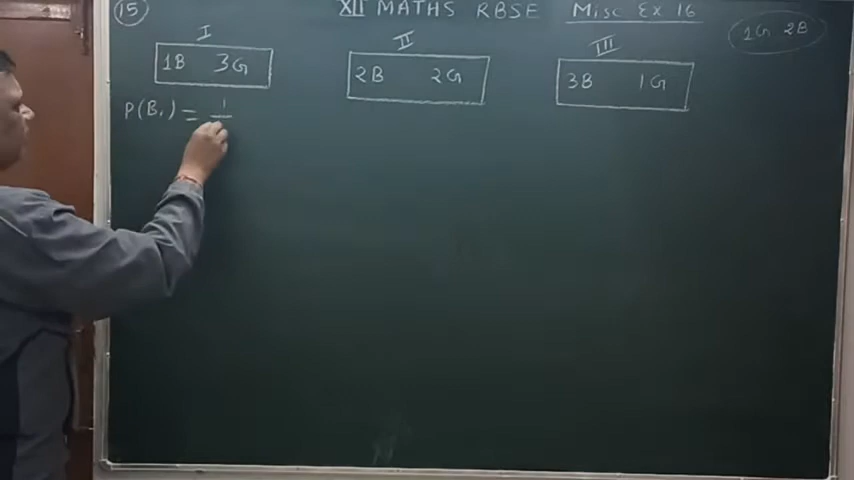 15 XII MATHS RBSE Misc Ex 16
1G 2B
I II III
1B 3G 2B 2G 3B 1G
P(B₁) = 1